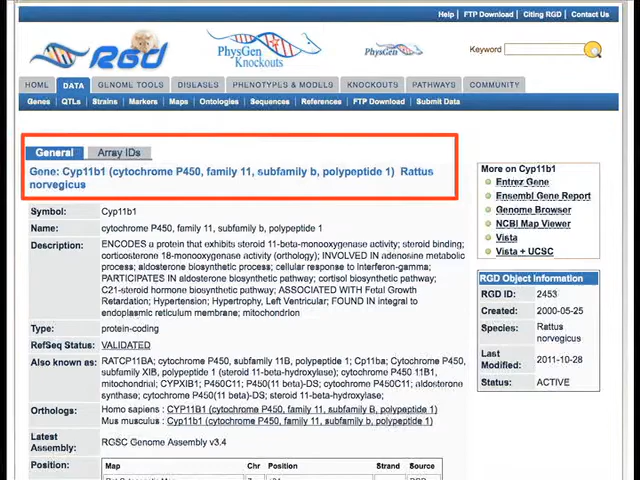 Help | FTP Download | Citing RGD | Contact Us
RGD
PhysGen Knockouts
PhysGen
Keyword
HOME DATA GENOME TOOLS DISEASES PHENOTYPES & MODELS KNOCKOUTS PATHWAYS COMMUNITY
Genes | QTLs | Strains | Markers | Maps | Ontologies | Sequences | References | FTP Download | Submit Data
General Array IDs
Gene: Cyp11b1 (cytochrome P450, family 11, subfamily b, polypeptide 1) Rattus
norvegicus
Symbol: Cyp11b1
Name: cytochrome P450, family 11, subfamily b, polypeptide 1
Description: ENCODES a protein that exhibits steroid 11-beta-monooxygenase activity; steroid binding;
corticosterone 18-monooxygenase activity (orthology); INVOLVED IN adenosine metabolic
process; aldosterone biosynthetic process; cellular response to interferon-gamma;
PARTICIPATES IN aldosterone biosynthetic pathway; cortisol biosynthetic pathway;
C21-steroid hormone biosynthetic pathway; ASSOCIATED WITH Fetal Growth
Retardation; Hypertension; Hypertrophy, Left Ventricular; FOUND IN integral to
endoplasmic reticulum membrane; mitochondrion
Type: protein-coding
RefSeq Status: VALIDATED
Also known as: RATCP11BA; cytochrome P450, subfamily 11B, polypeptide 1; Cp11ba; Cytochrome P450,
subfamily XIB, polypeptide 1 (steroid 11-beta-hydroxylase); cytochrome P450 11B1,
mitochondrial; CYPXIB1; P450C11; P450(11 beta)-DS; cytochrome P450C11; aldosterone
synthase; cytochrome P450(11 beta)-DS; steroid 11-beta-hydroxylase;
Orthologs: Homo sapiens : CYP11B1 (cytochrome P450, family 11, subfamily B, polypeptide 1)
Mus musculus : Cyp11b1 (cytochrome P450, family 11, subfamily b, polypeptide 1)
Latest
Assembly: RGSC Genome Assembly v3.4
Position: Map Chr Position Strand Source
More on Cyp11b1
Entrez Gene
Ensembl Gene Report
Genome Browser
NCBI Map Viewer
Vista
Vista + UCSC
RGD Object Information
RGD ID: 2453
Created: 2000-05-25
Species: Rattus
norvegicus
Last
Modified: 2011-10-28
Status: ACTIVE